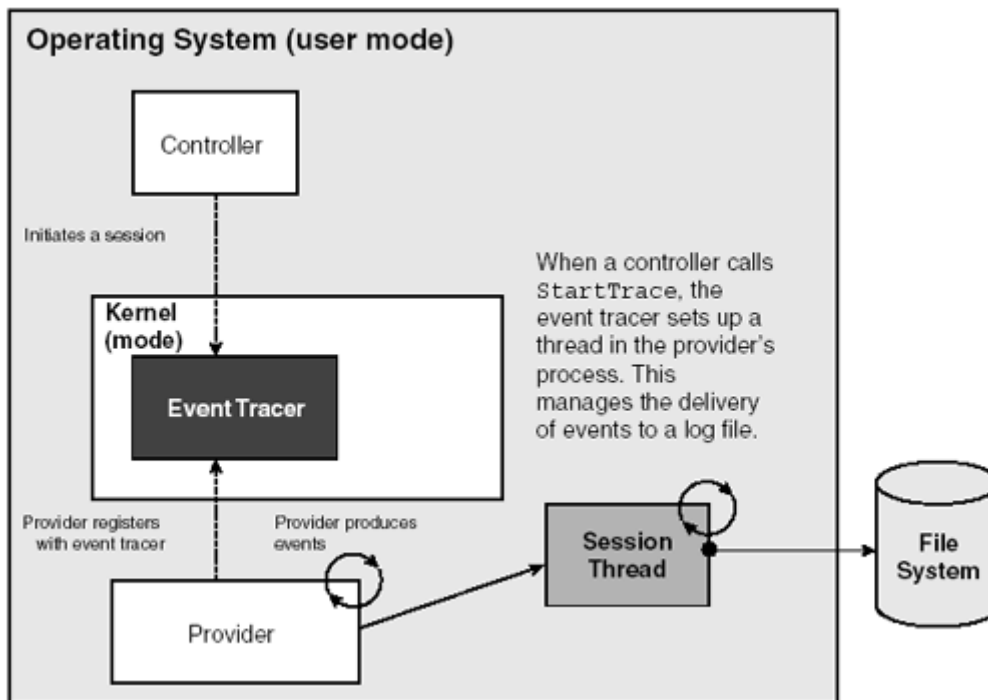 Operating System (user mode)
Controller
Initiates a session
When a controller calls
StartTrace, the
event tracer sets up a
thread in the provider's
process. This
manages the delivery
of events to a log file.
Kernel
(mode)
Event Tracer
Provider registers
with event tracer
Provider produces
events
Session
Thread
File
System
Provider